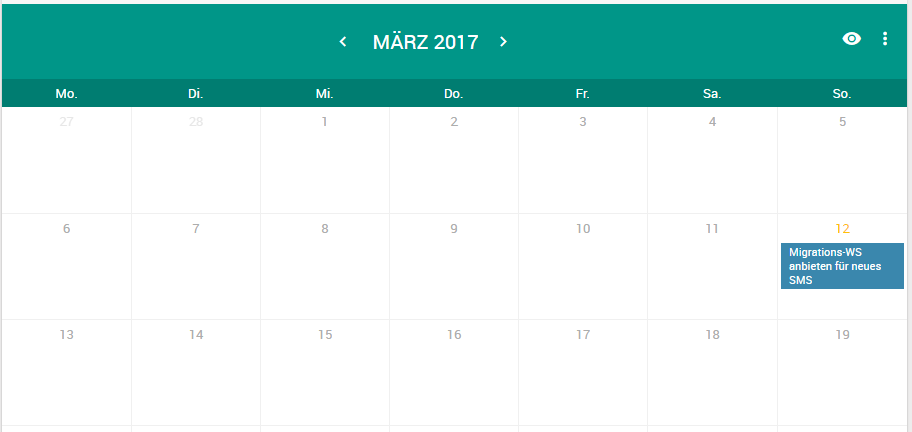 MÄRZ 2017
Mo. Di. Mi. Do. Fr. Sa. So.
27 28 1 2 3 4 5
6 7 8 9 10 11 12
Migrations-WS
anbieten für neues
SMS
13 14 15 16 17 18 19